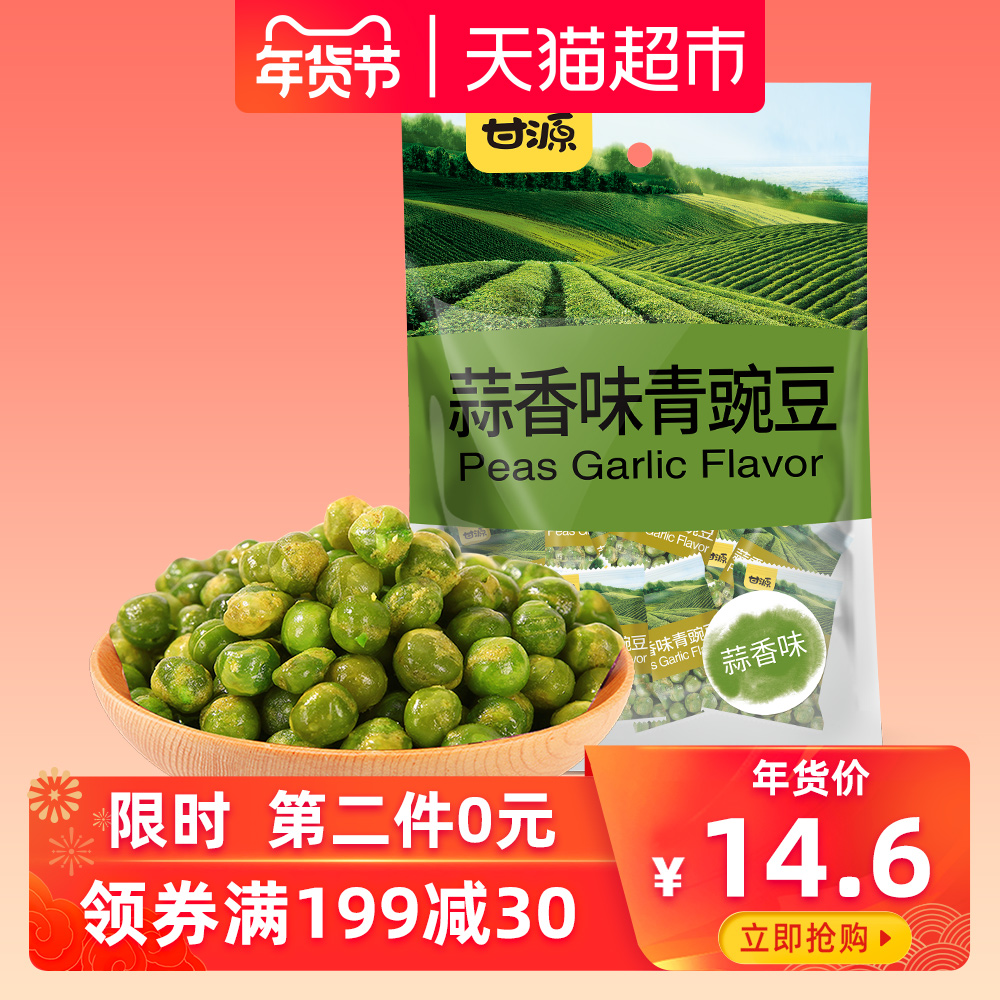 年货节 | 天猫超市
甘源
蒜香味青豌豆
Peas Garlic Flavor
蒜香味
限时 第二件0元
领券满199减30
年货价
¥14.6
立即抢购